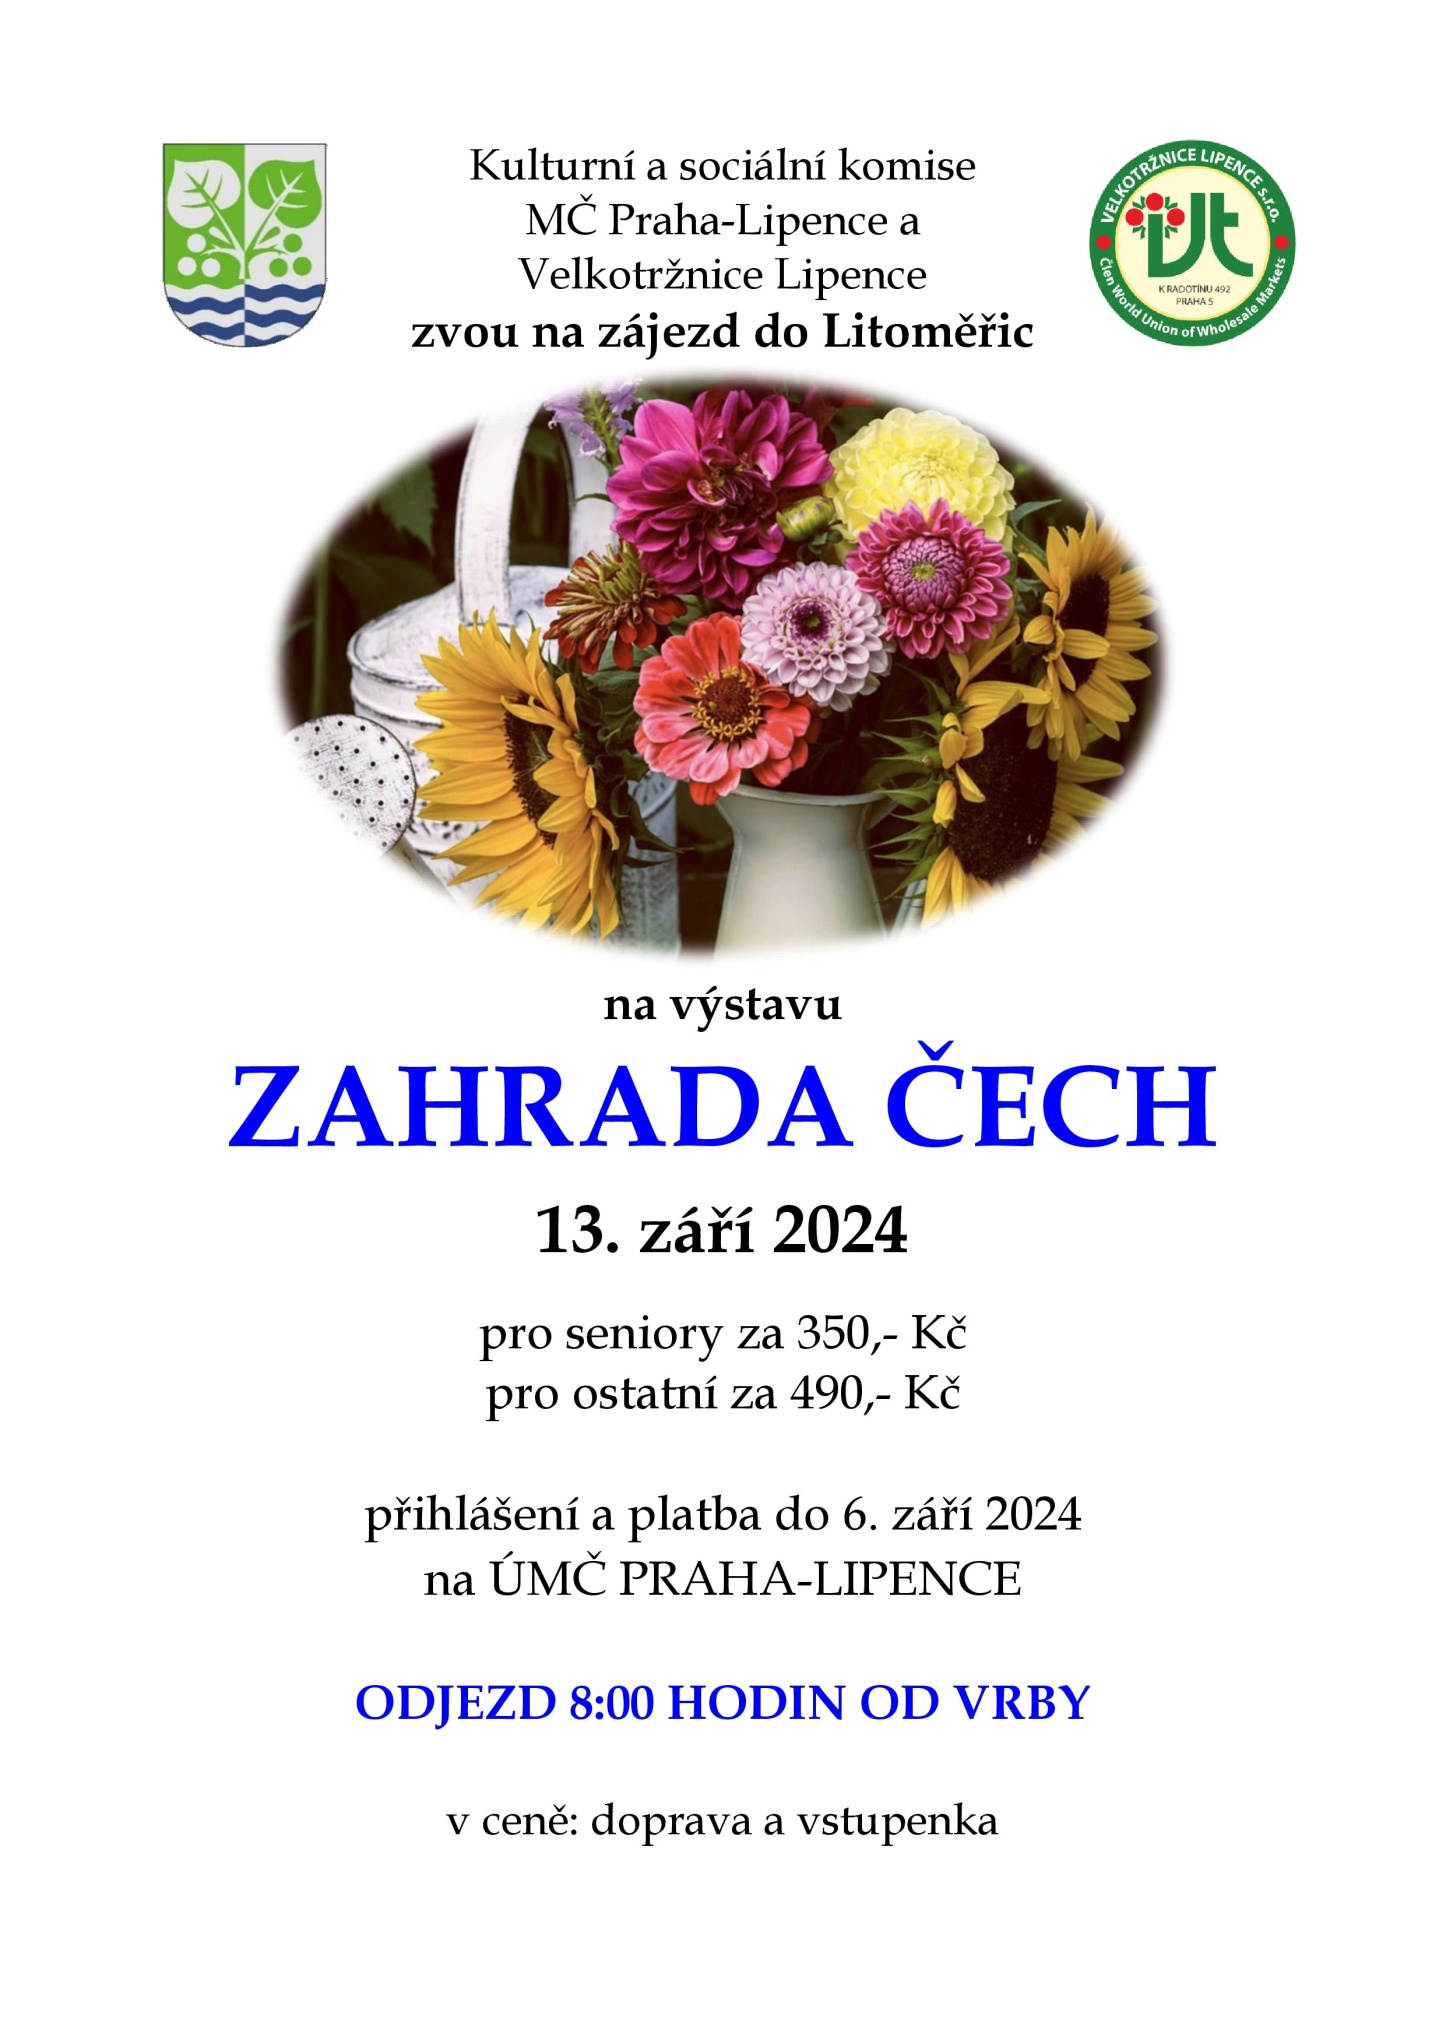 Kulturní a sociální komise
MČ Praha-Lipence a
Velkotržnice Lipence
zvou na zájezd do Litoměřic
VELKOTRŽNICE LIPENCE s.r.o.
vt
K RADOTÍNU 492
PRAHA 5
Člen World Union of Wholesale Markets
na výstavu
ZAHRADA ČECH
13. září 2024
pro seniory za 350,- Kč
pro ostatní za 490,- Kč
přihlášení a platba do 6. září 2024
na ÚMČ PRAHA-LIPENCE
ODJEZD 8:00 HODIN OD VRBY
v ceně: doprava a vstupenka